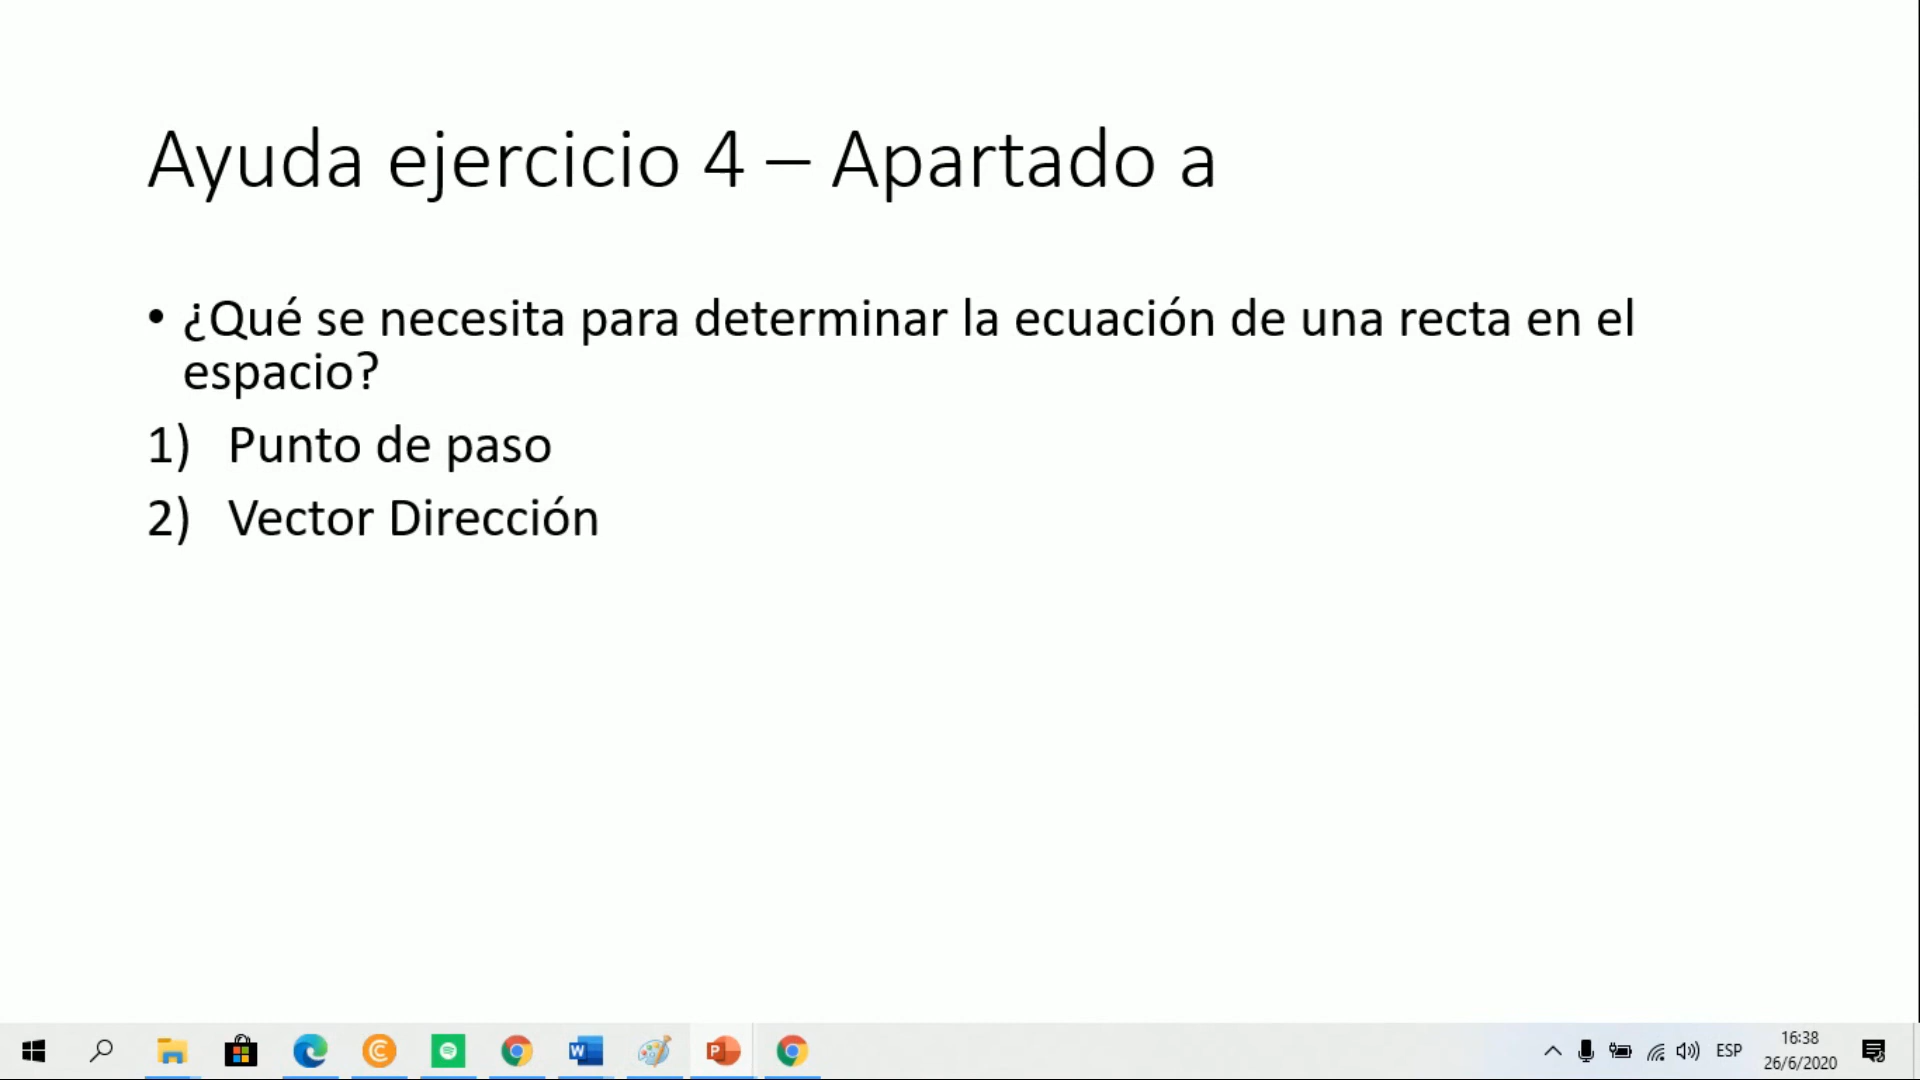 Ayuda ejercicio 4 – Apartado a
• ¿Qué se necesita para determinar la ecuación de una recta en el
espacio?
1) Punto de paso
2) Vector Dirección
ESP
16:38
26/6/2020